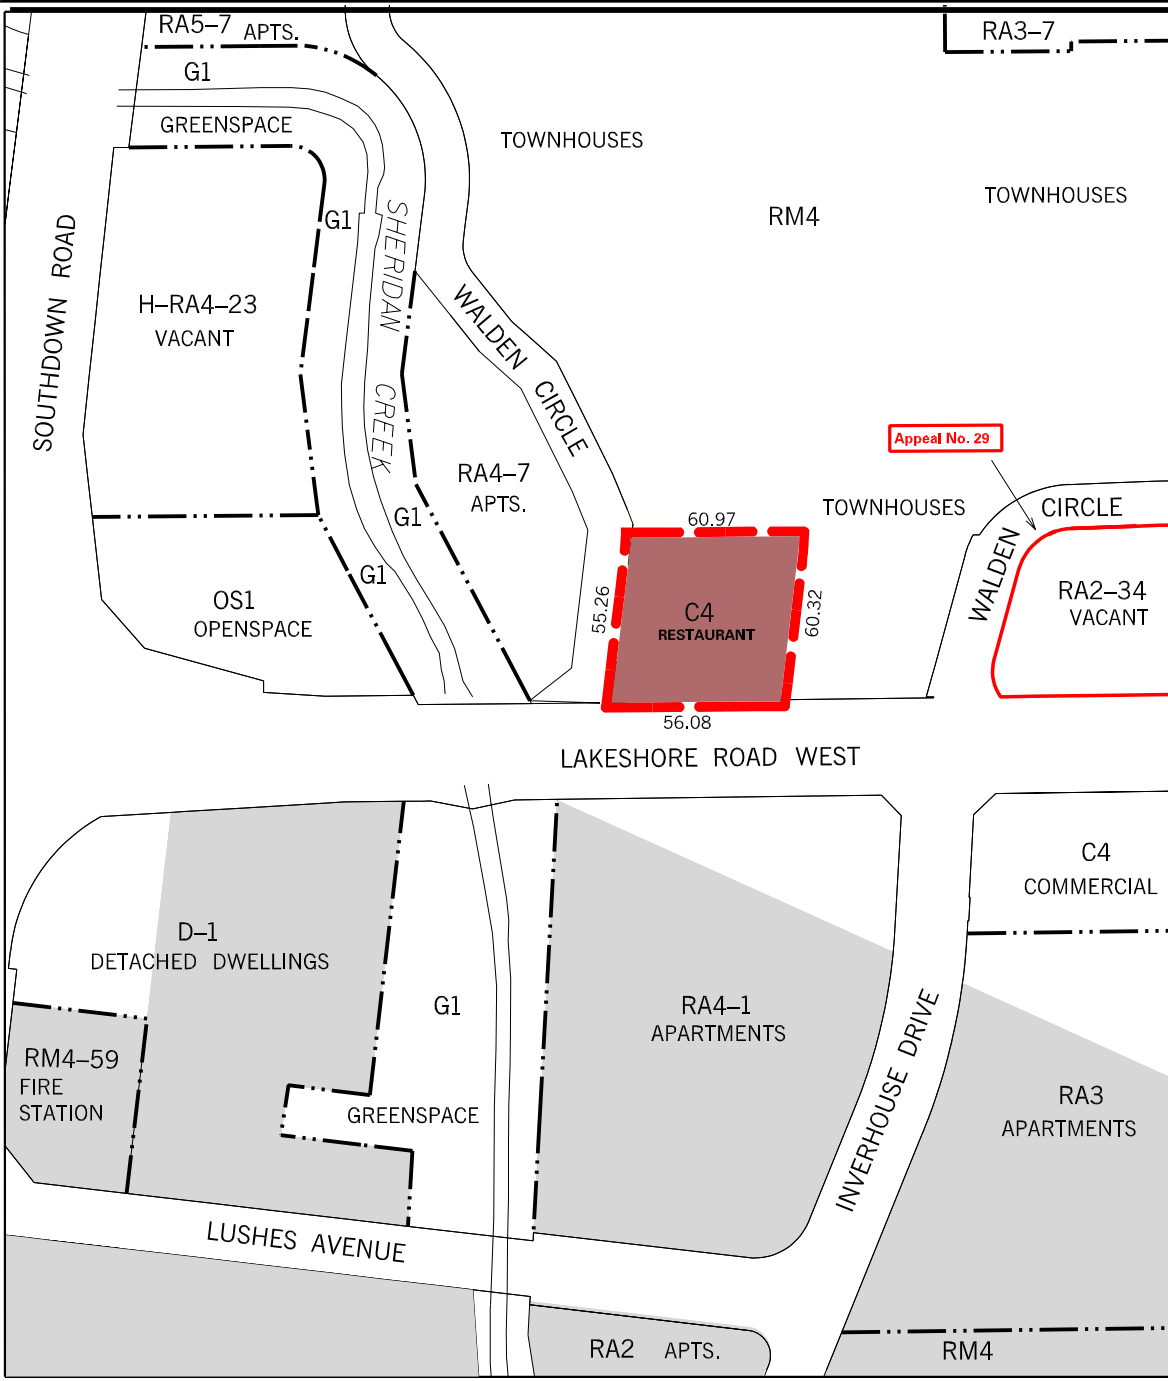 RA5–7 APTS.
RA3–7
G1
GREENSPACE
TOWNHOUSES
TOWNHOUSES
RM4
SOUTHDOWN ROAD
G1
SHERIDAN CREEK
H–RA4–23
VACANT
WALDEN CIRCLE
Appeal No. 29
RA4–7
APTS.
TOWNHOUSES
WALDEN CIRCLE
G1
60.97
G1
OS1
OPENSPACE
55.26
C4
RESTAURANT
60.32
RA2–34
VACANT
56.08
LAKESHORE ROAD WEST
C4
COMMERCIAL
D–1
DETACHED DWELLINGS
G1
RA4–1
APARTMENTS
INVERHOUSE DRIVE
RM4–59
FIRE
STATION
GREENSPACE
RA3
APARTMENTS
LUSHES AVENUE
RA2 APTS.
RM4